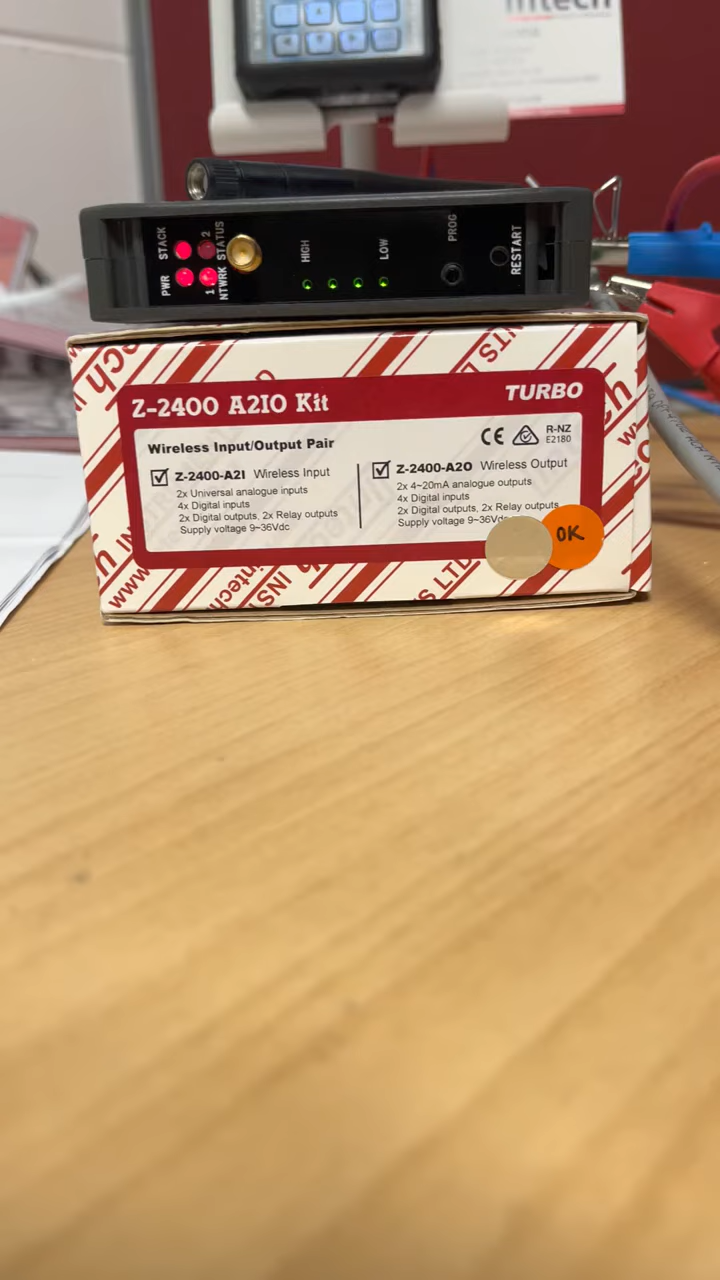 intech
STACK
2
STATUS
PWR
1
NTWRK
HIGH
LOW
PROG
RESTART
Z-2400 A2IO Kit
TURBO
Wireless Input/Output Pair
R-NZ
E2180
Z-2400-A2I Wireless Input
2x Universal analogue inputs
4x Digital inputs
2x Digital outputs, 2x Relay outputs
Supply voltage 9~36Vdc
Z-2400-A2O Wireless Output
2x 4~20mA analogue outputs
4x Digital inputs
2x Digital outputs, 2x Relay outputs
Supply voltage 9~36Vdc
OK